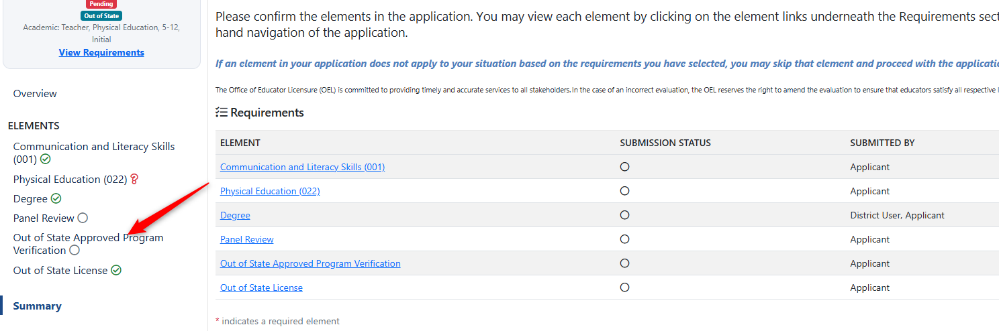 Pending
Out of State
Academic: Teacher, Physical Education, 5-12,
Initial
View Requirements
Overview
ELEMENTS
Communication and Literacy Skills
(001)
Physical Education (022)
Degree
Panel Review
Out of State Approved Program
Verification
Out of State License
Summary
Please confirm the elements in the application. You may view each element by clicking on the element links underneath the Requirements
hand navigation of the application.
If an element in your application does not apply to your situation based on the requirements you have selected, you may skip that element and proceed with the
The Office of Educator Licensure (OEL) is committed to providing timely and accurate services to all stakeholders. In the case of an incorrect evaluation, the OEL reserves the right to amend the evaluation to ensure that educators satisfy all respective
Requirements
ELEMENT SUBMISSION STATUS SUBMITTED BY
Communication and Literacy Skills (001) Applicant
Physical Education (022) Applicant
Degree District User, Applicant
Panel Review Applicant
Out of State Approved Program Verification Applicant
Out of State License Applicant
* indicates a required element